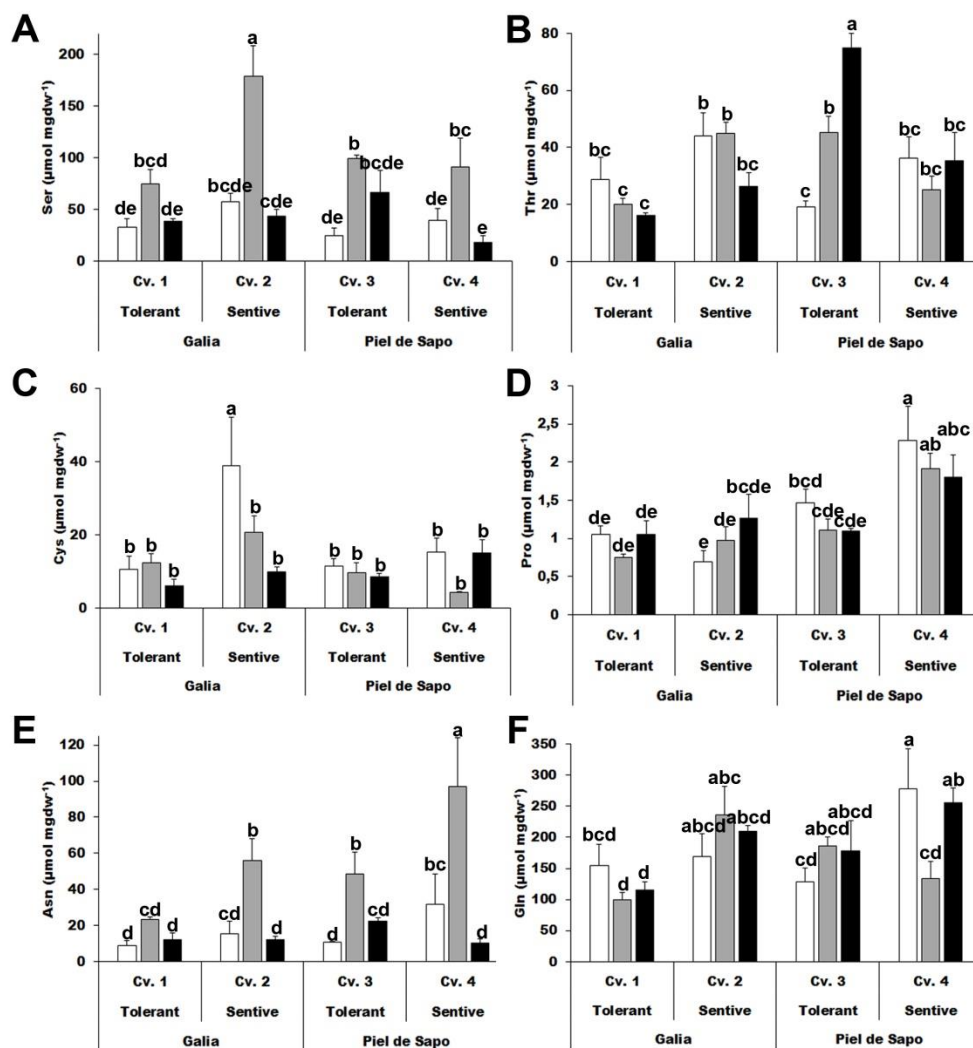 A
Ser (µmol mgdw⁻¹)
200
150
100
50
0
de bcd de bcde a cde de b bcde de bc e
Cv. 1 Cv. 2 Cv. 3 Cv. 4
Tolerant Sentive Tolerant Sentive
Galia Piel de Sapo
B
Thr (µmol mgdw⁻¹)
80
60
40
20
0
bc c c b b bc c b a bc bc bc
Cv. 1 Cv. 2 Cv. 3 Cv. 4
Tolerant Sentive Tolerant Sentive
Galia Piel de Sapo
C
Cys (µmol mgdw⁻¹)
60
40
20
0
b b b a b b b b b b b b
Cv. 1 Cv. 2 Cv. 3 Cv. 4
Tolerant Sentive Tolerant Sentive
Galia Piel de Sapo
D
Pro (µmol mgdw⁻¹)
3
2,5
2
1,5
1
0,5
0
de de de e de bcde bcd cde cde a ab abc
Cv. 1 Cv. 2 Cv. 3 Cv. 4
Tolerant Sentive Tolerant Sentive
Galia Piel de Sapo
E
Asn (µmol mgdw⁻¹)
120
100
80
60
40
20
0
d cd d cd b d d b cd bc a d
Cv. 1 Cv. 2 Cv. 3 Cv. 4
Tolerant Sentive Tolerant Sentive
Galia Piel de Sapo
F
Gln (µmol mgdw⁻¹)
350
300
250
200
150
100
50
0
bcd d d abcd abc abcd cd abcd abcd a cd ab
Cv. 1 Cv. 2 Cv. 3 Cv. 4
Tolerant Sentive Tolerant Sentive
Galia Piel de Sapo